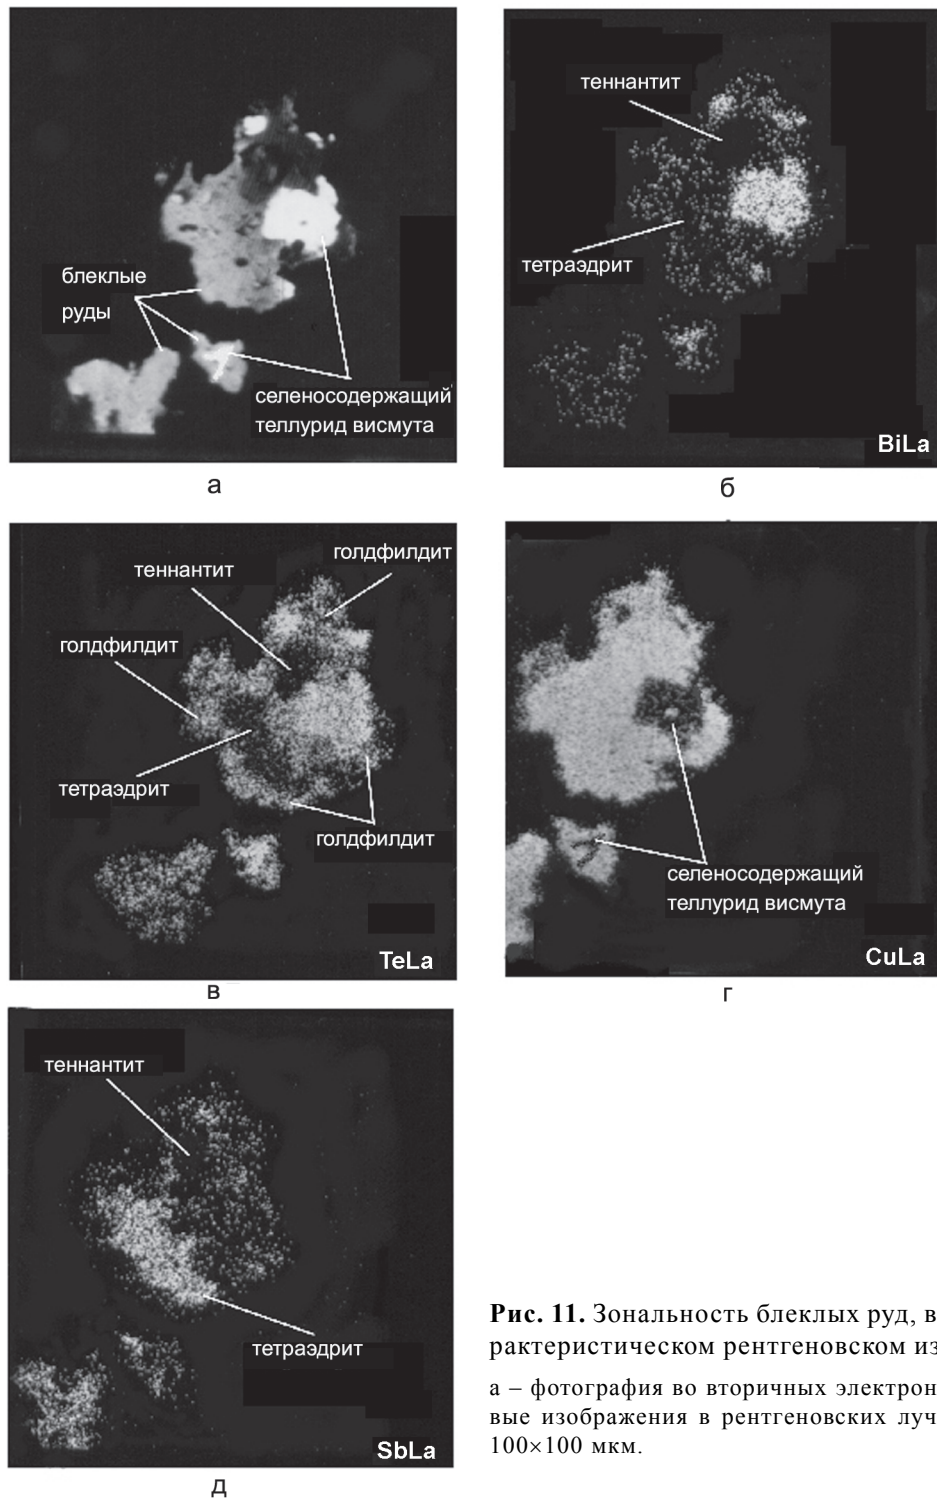 блеклые
руды
селеносодержащий
теллурид висмута
а
теннантит
тетраэдрит
BiLa
б
голдфилдит
теннантит
голдфилдит
тетраэдрит
голдфилдит
TeLa
в
селеносодержащий
теллурид висмута
CuLa
г
теннантит
тетраэдрит
SbLa
д
Рис. 11. Зональность блеклых руд, в
рактеристическом рентгеновском из
а – фотография во вторичных электрон
вые изображения в рентгеновских луч
100×100 мкм.